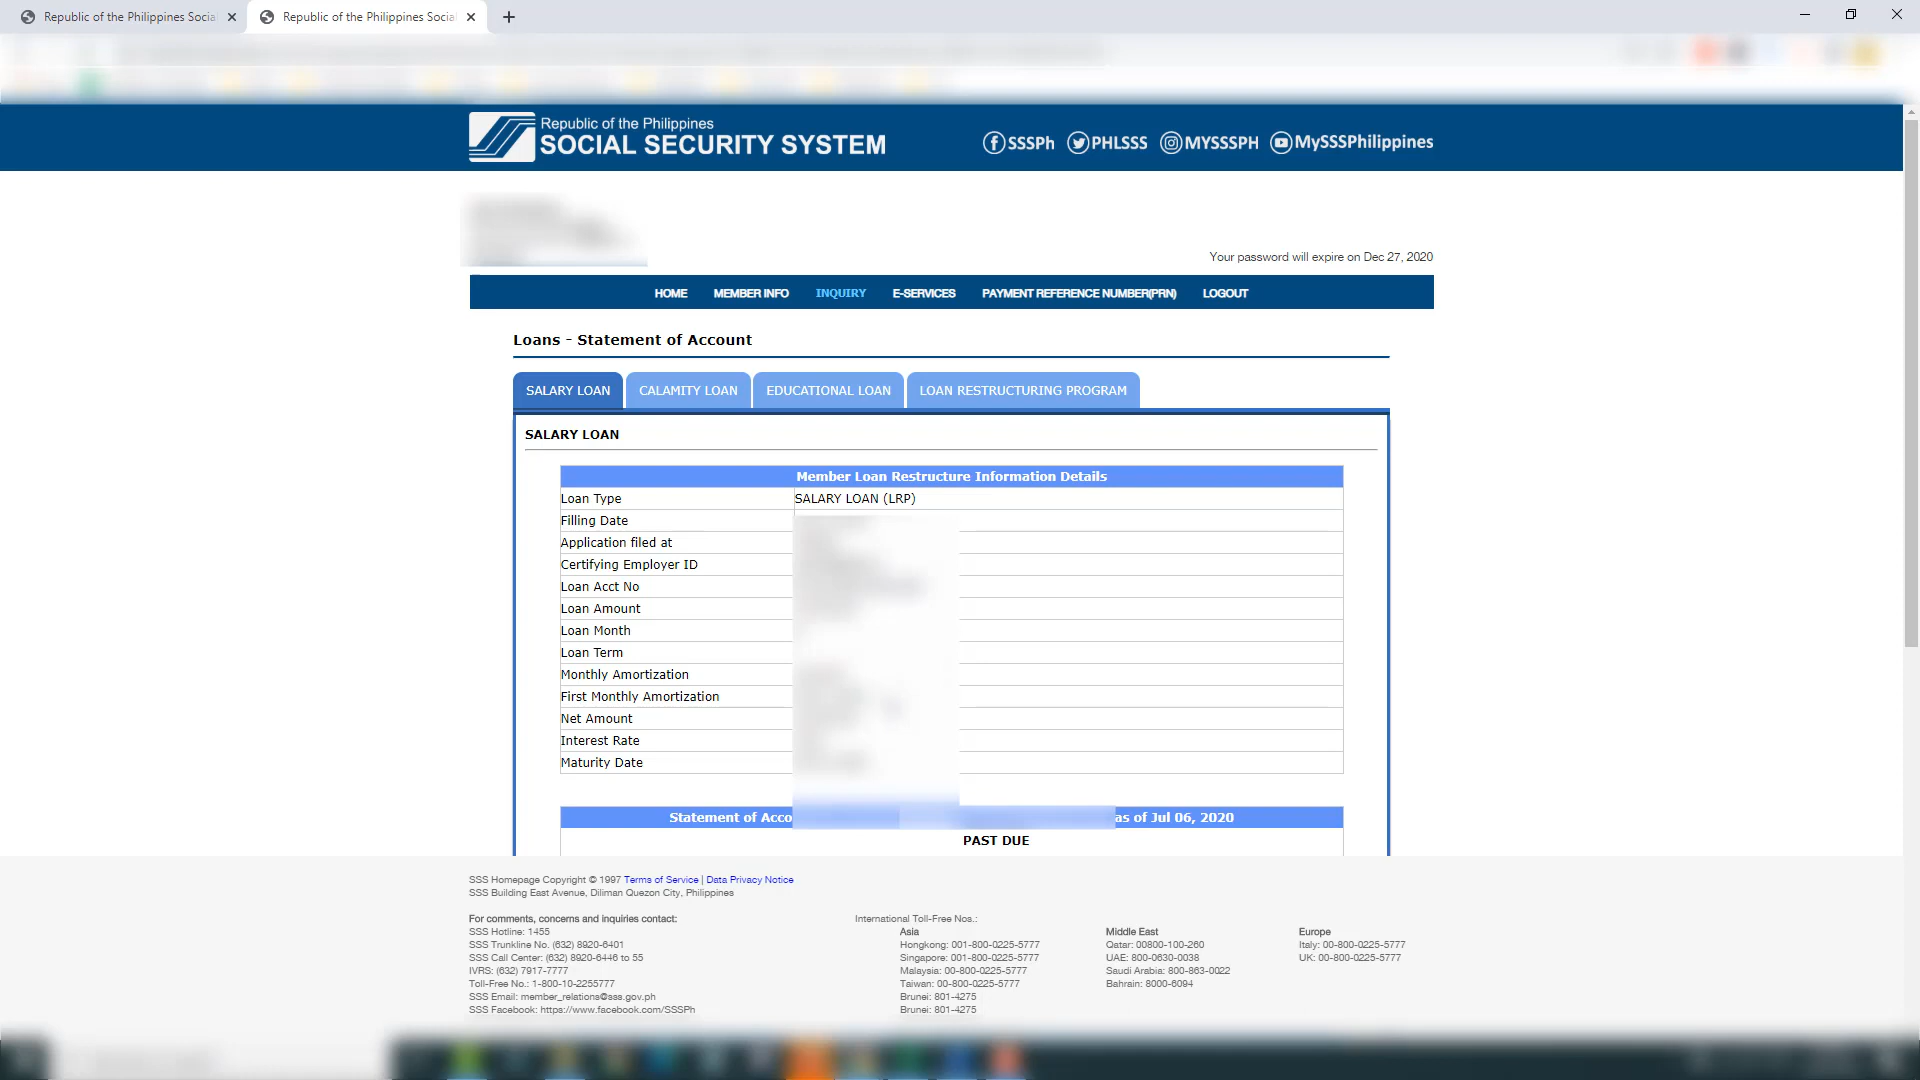 Republic of the Philippines Socia
Republic of the Philippines Socia
Republic of the Philippines
SOCIAL SECURITY SYSTEM
SSSPh PHLSSS MYSSSPH MySSSPhilippines
Your password will expire on Dec 27, 2020
HOME MEMBER INFO INQUIRY E-SERVICES PAYMENT REFERENCE NUMBER(PRN) LOGOUT
Loans - Statement of Account
SALARY LOAN CALAMITY LOAN EDUCATIONAL LOAN LOAN RESTRUCTURING PROGRAM
SALARY LOAN
Member Loan Restructure Information Details
Loan Type SALARY LOAN (LRP)
Filling Date
Application filed at
Certifying Employer ID
Loan Acct No
Loan Amount
Loan Month
Loan Term
Monthly Amortization
First Monthly Amortization
Net Amount
Interest Rate
Maturity Date
Statement of Acco as of Jul 06, 2020
PAST DUE
SSS Homepage Copyright © 1997 Terms of Service | Data Privacy Notice
SSS Building East Avenue, Diliman Quezon City, Philippines
For comments, concerns and inquiries contact:
SSS Hotline: 1455
SSS Trunkline No. (632) 8920-6401
SSS Call Center: (632) 8920-6446 to 55
IVRS: (632) 7917-7777
Toll-Free No.: 1-800-10-2255777
SSS Email: member_relations@sss.gov.ph
SSS Facebook: https://www.facebook.com/SSSPh
International Toll-Free Nos.:
Asia
Hongkong: 001-800-0225-5777
Singapore: 001-800-0225-5777
Malaysia: 00-800-0225-5777
Taiwan: 00-800-0225-5777
Brunei: 801-4275
Brunei: 801-4275
Middle East
Qatar: 00800-100-260
UAE: 800-0630-0038
Saudi Arabia: 800-863-0022
Bahrain: 8000-6094
Europe
Italy: 00-800-0225-5777
UK: 00-800-0225-5777